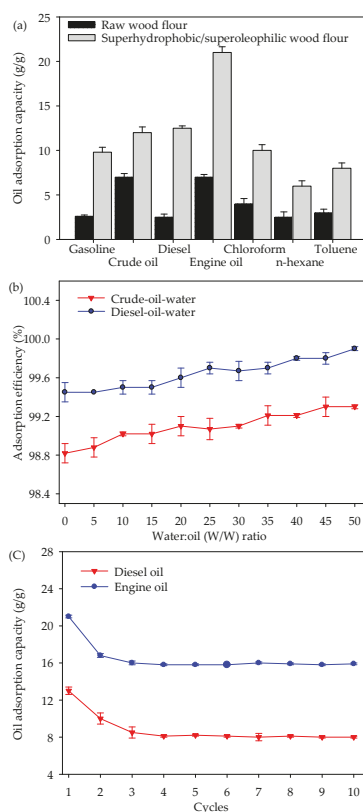 (a)
Raw wood flour
Superhydrophobic/superoleophilic wood flour
Oil adsorption capacity (g/g)
25
20
15
10
5
0
Gasoline Diesel Chloroform Toluene
Crude oil Engine oil n-hexane
(b)
Crude-oil-water
Diesel-oil-water
Adsorption efficiency (%)
100.4
100.0
99.6
99.2
98.8
98.4
0 5 10 15 20 25 30 35 40 45 50
Water:oil (W/W) ratio
(C)
Diesel oil
Engine oil
Oil adsorption capacity (g/g)
28
24
20
16
12
8
4
1 2 3 4 5 6 7 8 9 10
Cycles